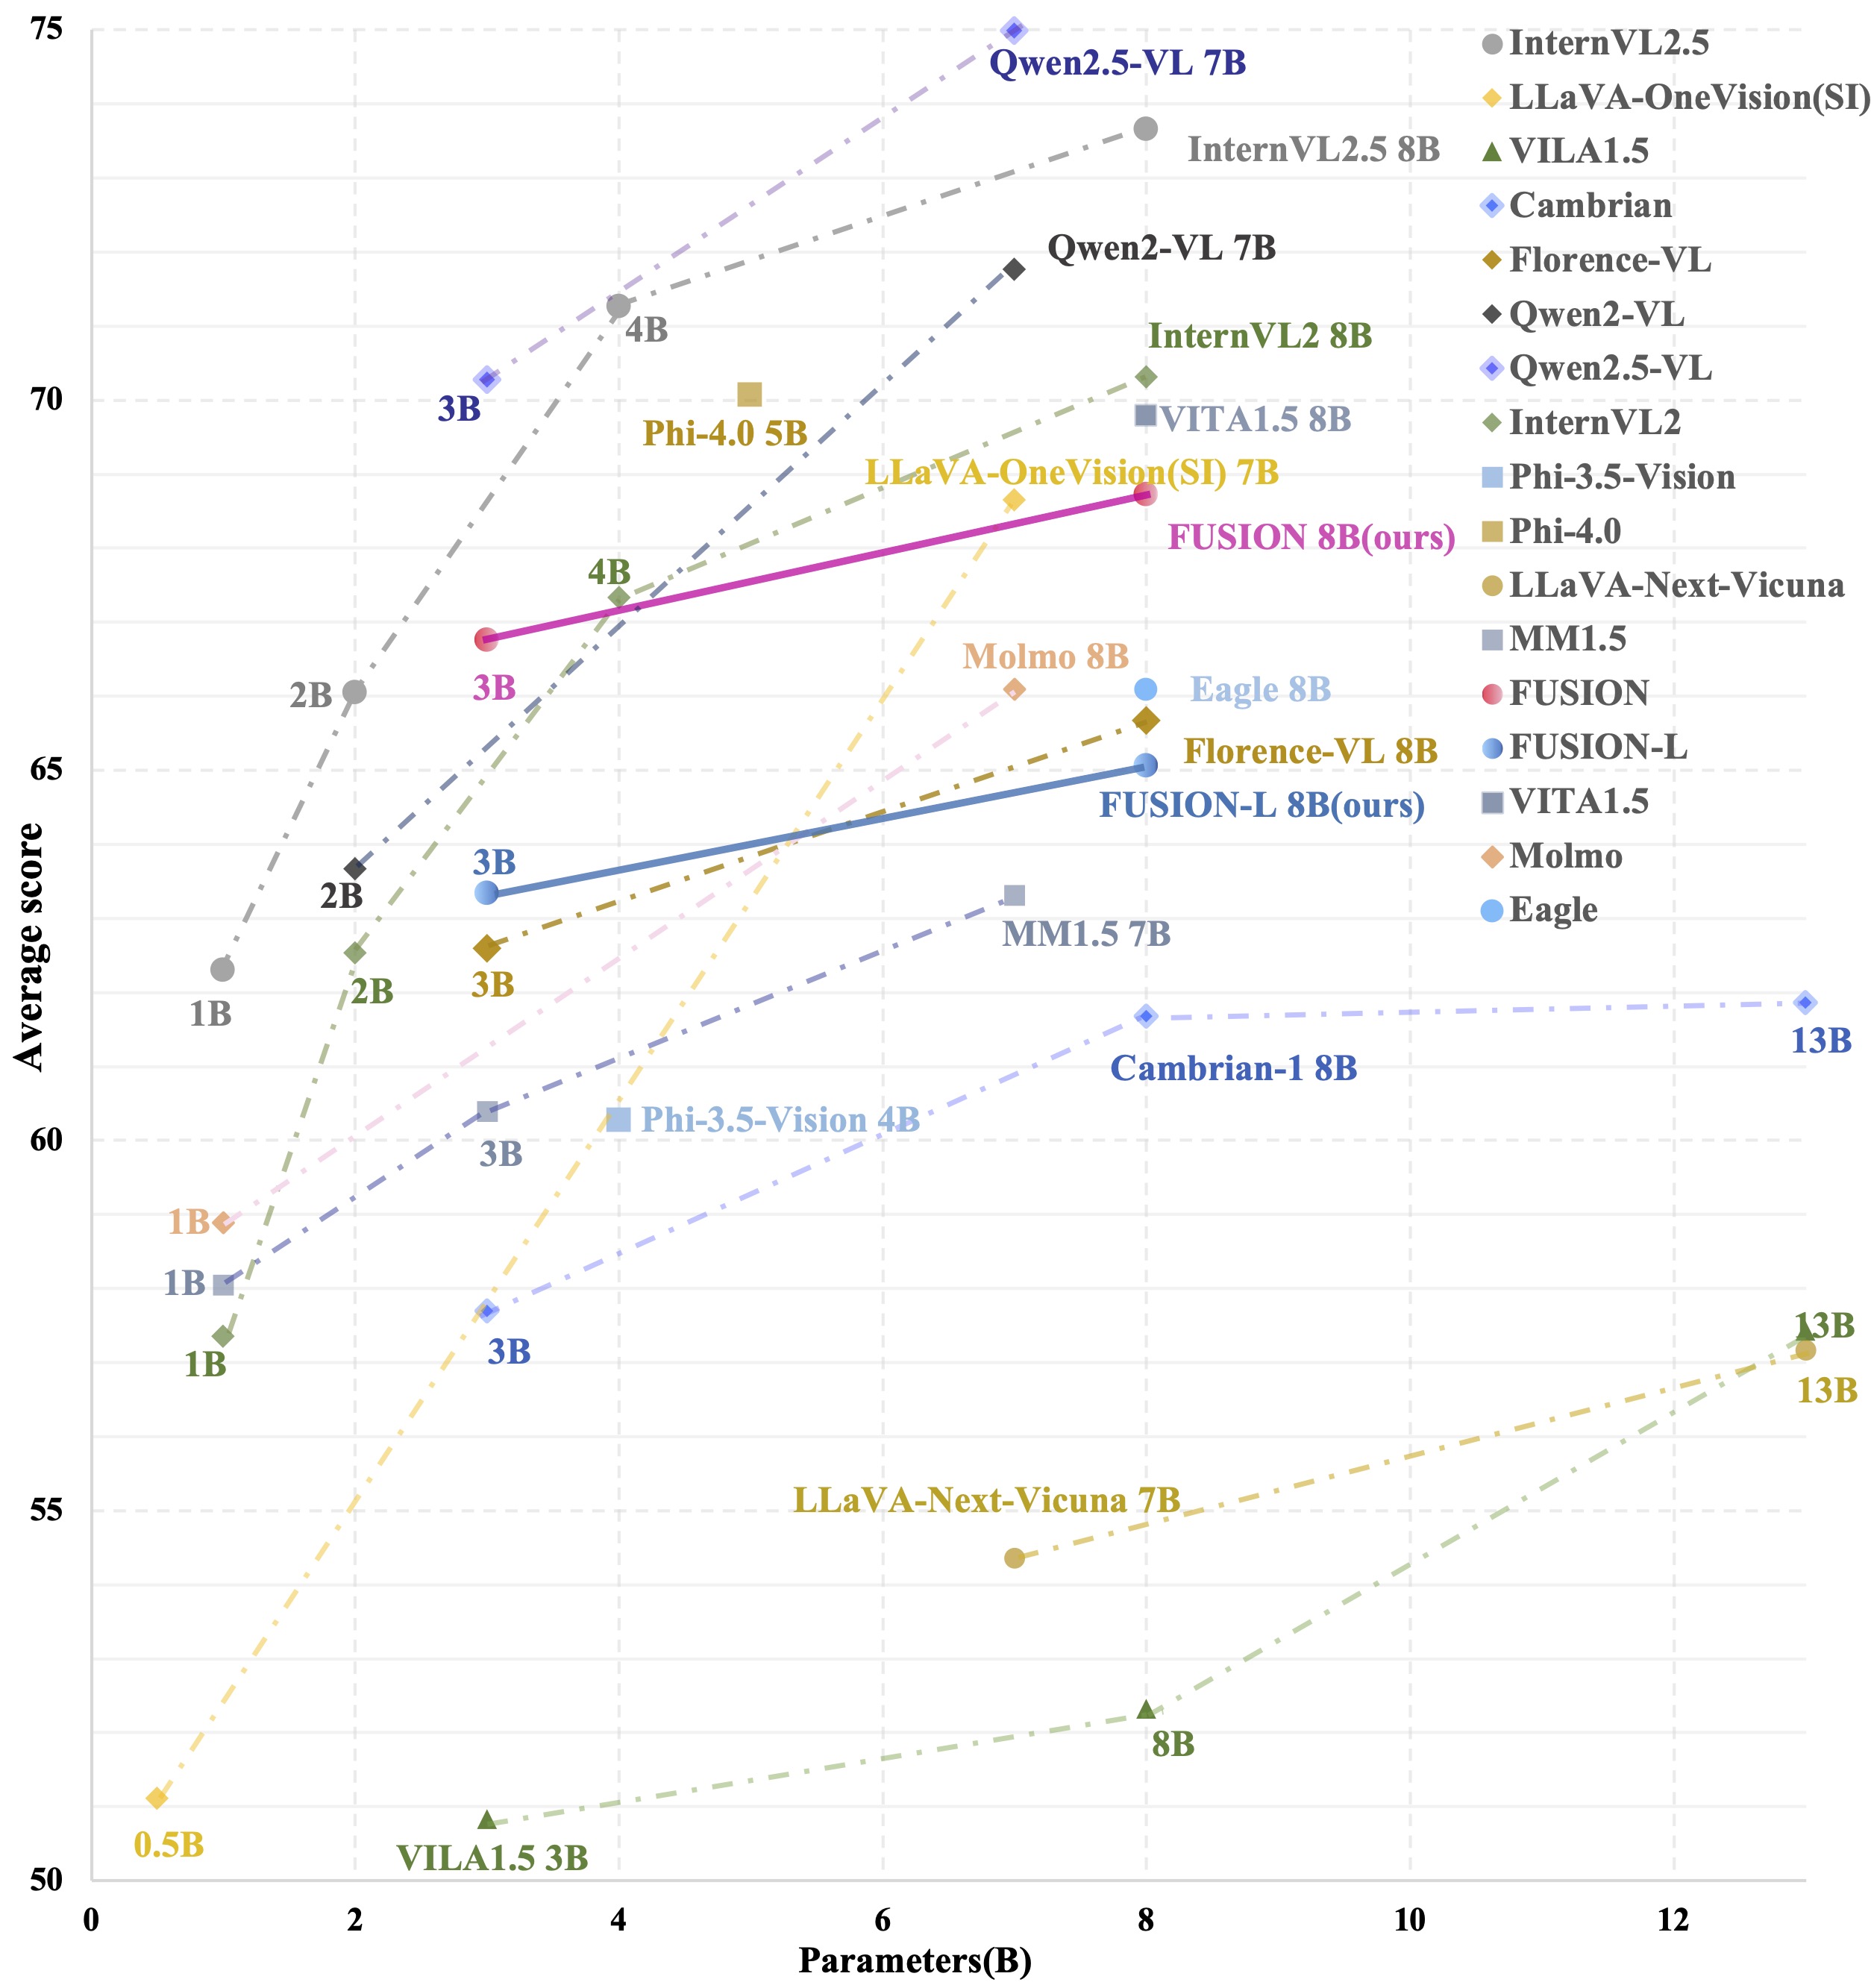 75
Qwen2.5-VL 7B
InternVL2.5
LLaVA-OneVision(SI)
InternVL2.5 8B
VILA1.5
Cambrian
Qwen2-VL 7B
Florence-VL
4B
InternVL2 8B
Qwen2-VL
Qwen2.5-VL
70
3B
Phi-4.0 5B
VITA1.5 8B
InternVL2
LLaVA-OneVision(SI) 7B
Phi-3.5-Vision
FUSION 8B(ours)
Phi-4.0
4B
LLaVA-Next-Vicuna
Molmo 8B
MM1.5
2B
3B
Eagle 8B
FUSION
65
Florence-VL 8B
FUSION-L
FUSION-L 8B(ours)
VITA1.5
3B
Molmo
2B
MM1.5 7B
Eagle
2B
3B
1B
Average score
13B
Cambrian-1 8B
60
Phi-3.5-Vision 4B
3B
1B
1B
13B
1B
3B
13B
55
LLaVA-Next-Vicuna 7B
8B
0.5B
VILA1.5 3B
50
0
2
4
6
8
10
12
Parameters(B)